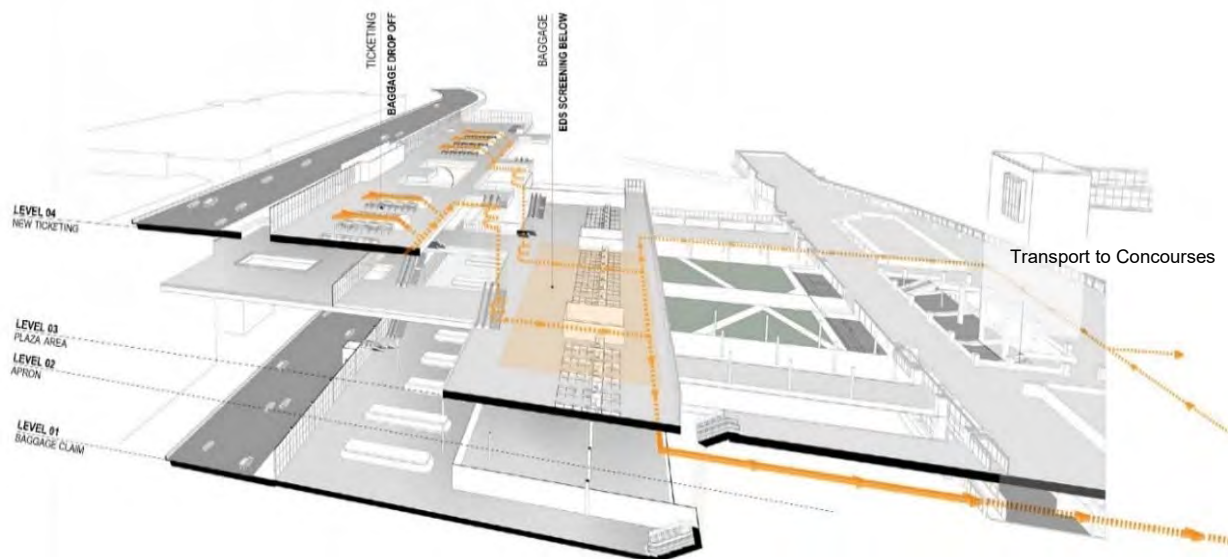 TICKETING
BAGGAGE DROP OFF
BAGGAGE
EDS SCREENING BELOW
LEVEL 04
NEW TICKETING
Transport to Concourses
LEVEL 03
PLAZA AREA
LEVEL 02
APRON
LEVEL 01
BAGGAGE CLAIM